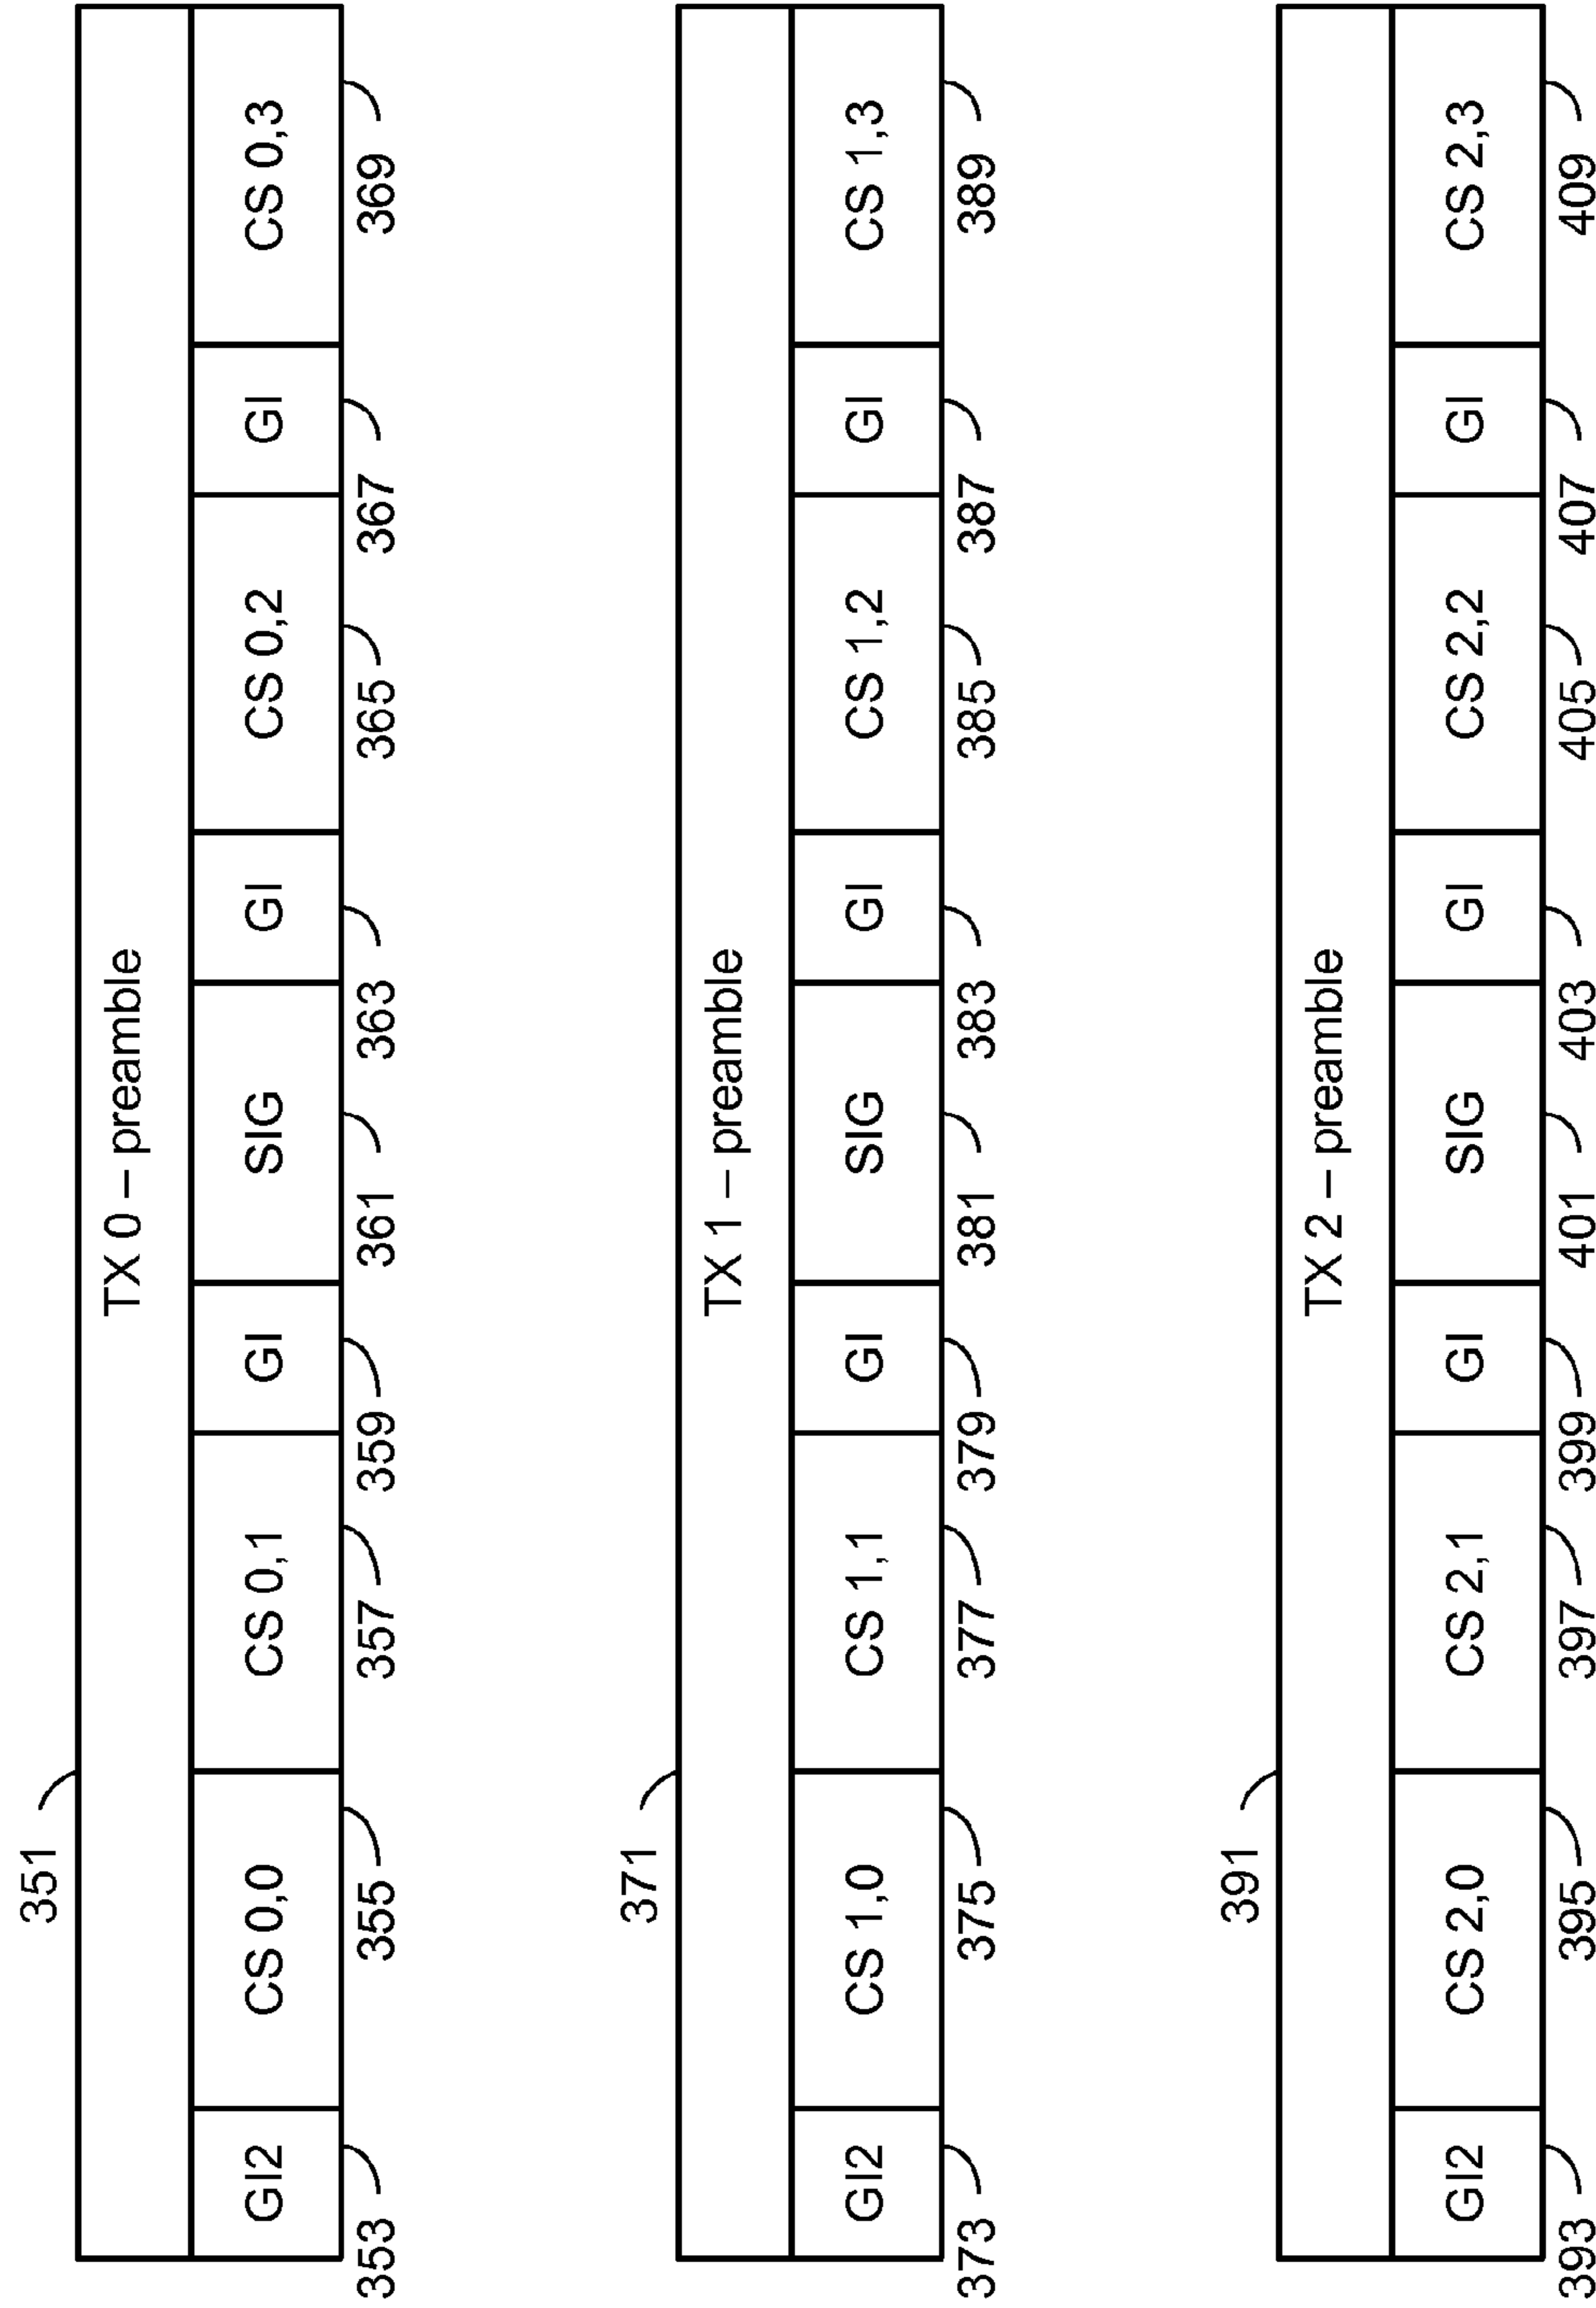 351
TX 0 – preamble
GI2 CS 0,0 CS 0,1 GI SIG GI CS 0,2 GI CS 0,3
353 355 357 359 361 363 365 367 369
371
TX 1 – preamble
GI2 CS 1,0 CS 1,1 GI SIG GI CS 1,2 GI CS 1,3
373 375 377 379 381 383 385 387 389
391
TX 2 – preamble
GI2 CS 2,0 CS 2,1 GI SIG GI CS 2,2 GI CS 2,3
393 395 397 399 401 403 405 407 409